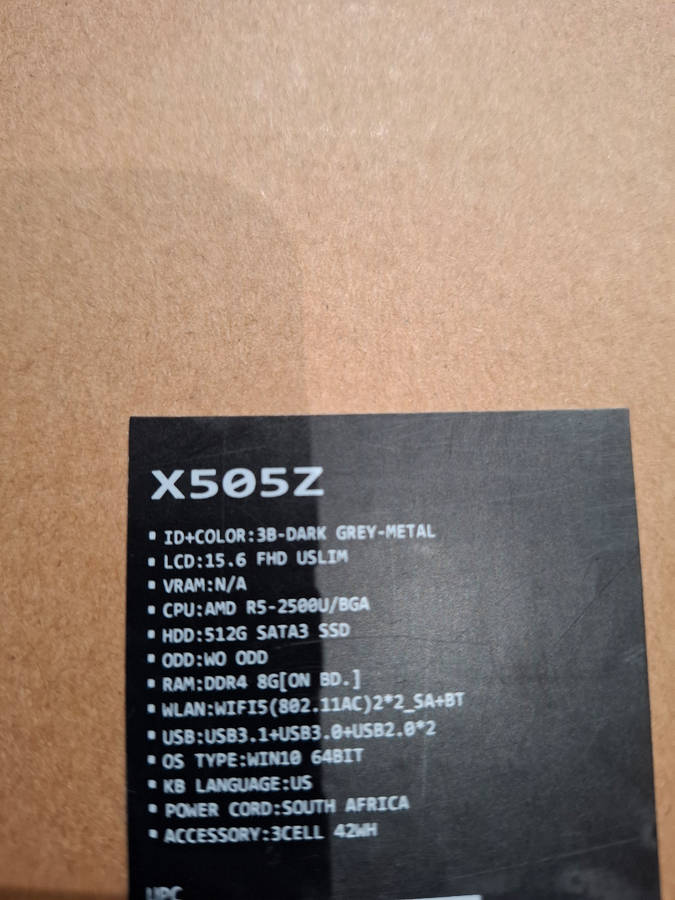 X505Z
▪ ID+COLOR:3B-DARK GREY-METAL
▪ LCD:15.6 FHD USLIM
▪ VRAM:N/A
▪ CPU:AMD R5-2500U/BGA
▪ HDD:512G SATA3 SSD
▪ ODD:WO ODD
▪ RAM:DDR4 8G[ON BD.]
▪ WLAN:WIFI5(802.11AC)2*2_SA+BT
▪ USB:USB3.1+USB3.0+USB2.0*2
▪ OS TYPE:WIN10 64BIT
▪ KB LANGUAGE:US
▪ POWER CORD:SOUTH AFRICA
▪ ACCESSORY:3CELL 42WH
UPC